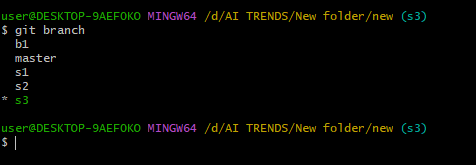 user@DESKTOP-9AEFOKO MINGW64 /d/AI TRENDS/New folder/new (s3)
$ git branch
b1
master
s1
s2
* s3
user@DESKTOP-9AEFOKO MINGW64 /d/AI TRENDS/New folder/new (s3)
$